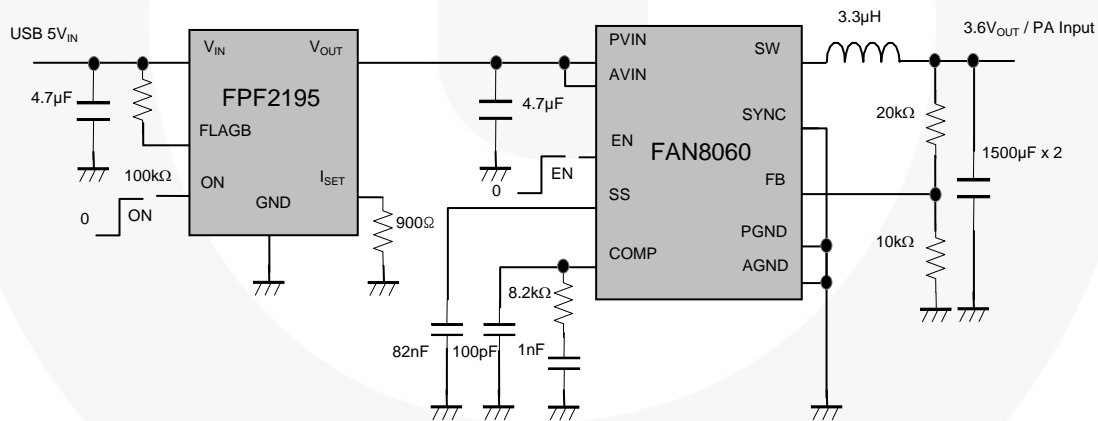 USB 5VIN
4.7µF
VIN
VOUT
FPF2195
FLAGB
100kΩ
ON
ISET
GND
0
ON
900Ω
4.7µF
0
EN
PVIN
AVIN
EN
SS
COMP
FAN8060
SW
SYNC
FB
PGND
AGND
82nF
100pF
8.2kΩ
1nF
3.3µH
3.6VOUT / PA Input
20kΩ
10kΩ
1500µF x 2